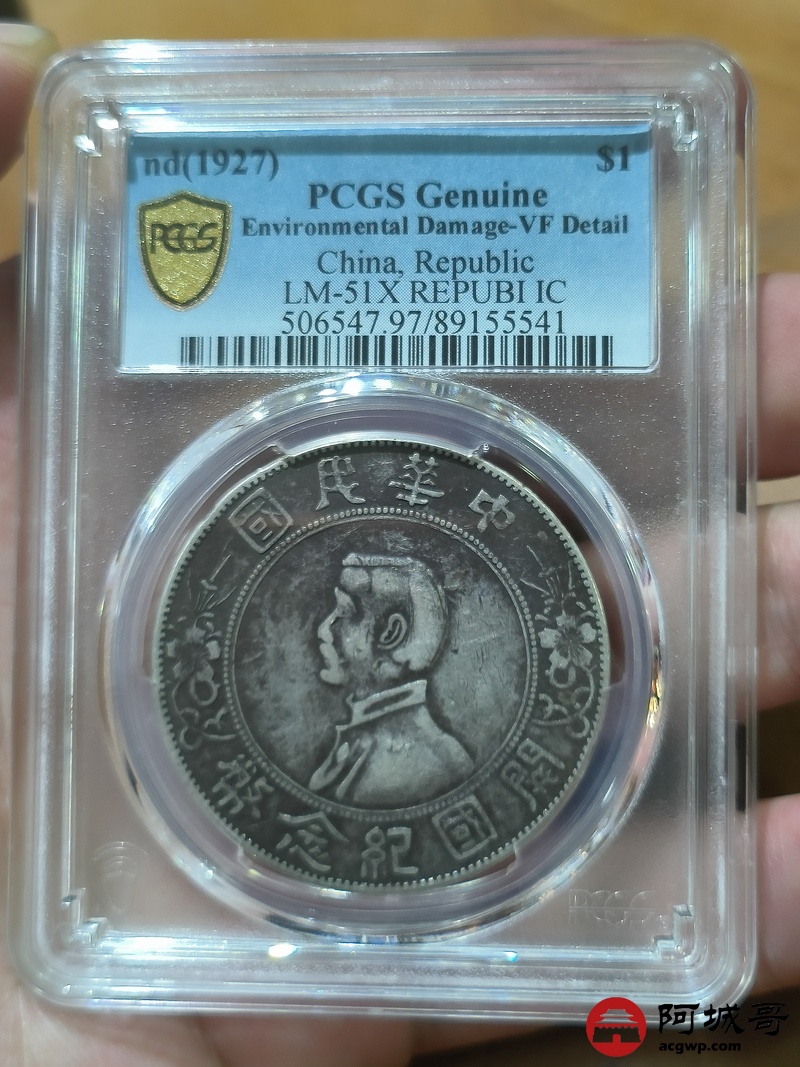 nd(1927) $1
PCGS Genuine
PCGS
Environmental Damage-VF Detail
China, Republic
LM-51X REPUBI IC
506547.97/89155541
中華民國
開國紀念幣
PCGS
阿城哥
acgwp.com